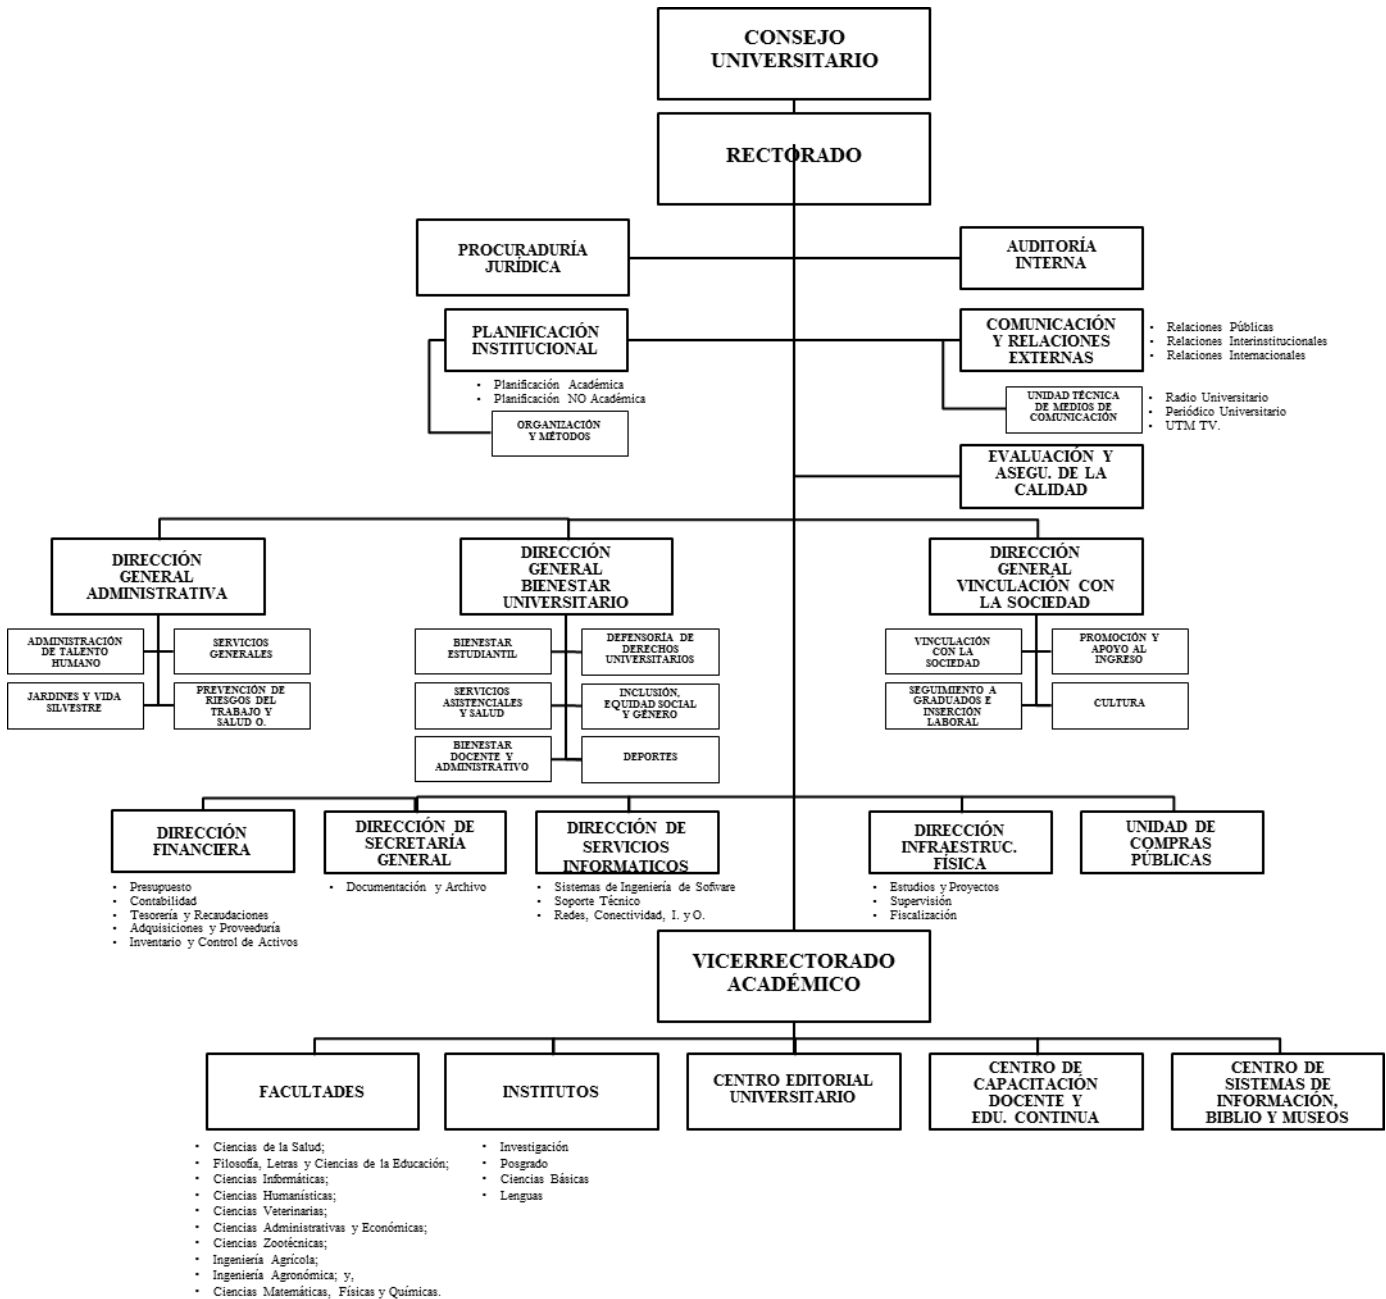 CONSEJO
UNIVERSITARIO
RECTORADO
PROCURADURÍA
JURÍDICA
AUDITORÍA
INTERNA
PLANIFICACIÓN
INSTITUCIONAL
• Planificación Académica
• Planificación NO Académica
ORGANIZACIÓN
Y MÉTODOS
COMUNICACIÓN
Y RELACIONES
EXTERNAS
• Relaciones Públicas
• Relaciones Interinstitucionales
• Relaciones Internacionales
UNIDAD TÉCNICA
DE MEDIOS DE
COMUNICACIÓN
• Radio Universitario
• Periódico Universitario
• UTM TV.
EVALUACIÓN Y
ASEGU. DE LA
CALIDAD
DIRECCIÓN
GENERAL
ADMINISTRATIVA
ADMINISTRACIÓN
DE TALENTO
HUMANO
SERVICIOS
GENERALES
JARDINES Y VIDA
SILVESTRE
PREVENCIÓN DE
RIESGOS DEL
TRABAJO Y
SALUD O.
DIRECCIÓN
GENERAL
BIENESTAR
UNIVERSITARIO
BIENESTAR
ESTUDIANTIL
DEFENSORÍA DE
DERECHOS
UNIVERSITARIOS
SERVICIOS
ASISTENCIALES
Y SALUD
INCLUSIÓN,
EQUIDAD SOCIAL
Y GÉNERO
BIENESTAR
DOCENTE Y
ADMINISTRATIVO
DEPORTES
DIRECCIÓN
GENERAL
VINCULACIÓN CON
LA SOCIEDAD
VINCULACIÓN
CON LA
SOCIEDAD
PROMOCIÓN Y
APOYO AL
INGRESO
SEGUIMIENTO A
GRADUADOS E
INSERCIÓN
LABORAL
CULTURA
DIRECCIÓN
FINANCIERA
• Presupuesto
• Contabilidad
• Tesorería y Recaudaciones
• Adquisiciones y Proveeduría
• Inventario y Control de Activos
DIRECCIÓN DE
SECRETARÍA
GENERAL
• Documentación y Archivo
DIRECCIÓN DE
SERVICIOS
INFORMATICOS
• Sistemas de Ingeniería de Sofware
• Soporte Técnico
• Redes, Conectividad, I. y O.
DIRECCIÓN
INFRAESTRUC.
FÍSICA
• Estudios y Proyectos
• Supervisión
• Fiscalización
UNIDAD DE
COMPRAS
PÚBLICAS
VICERRECTORADO
ACADÉMICO
FACULTADES
• Ciencias de la Salud;
• Filosofía, Letras y Ciencias de la Educación;
• Ciencias Informáticas;
• Ciencias Humanísticas;
• Ciencias Veterinarias;
• Ciencias Administrativas y Económicas;
• Ciencias Zootécnicas;
• Ingeniería Agrícola;
• Ingeniería Agronómica; y,
• Ciencias Matemáticas, Físicas y Químicas.
INSTITUTOS
• Investigación
• Posgrado
• Ciencias Básicas
• Lenguas
CENTRO EDITORIAL
UNIVERSITARIO
CENTRO DE
CAPACITACIÓN
DOCENTE Y
EDU. CONTINUA
CENTRO DE
SISTEMAS DE
INFORMACIÓN,
BIBLIO Y MUSEOS